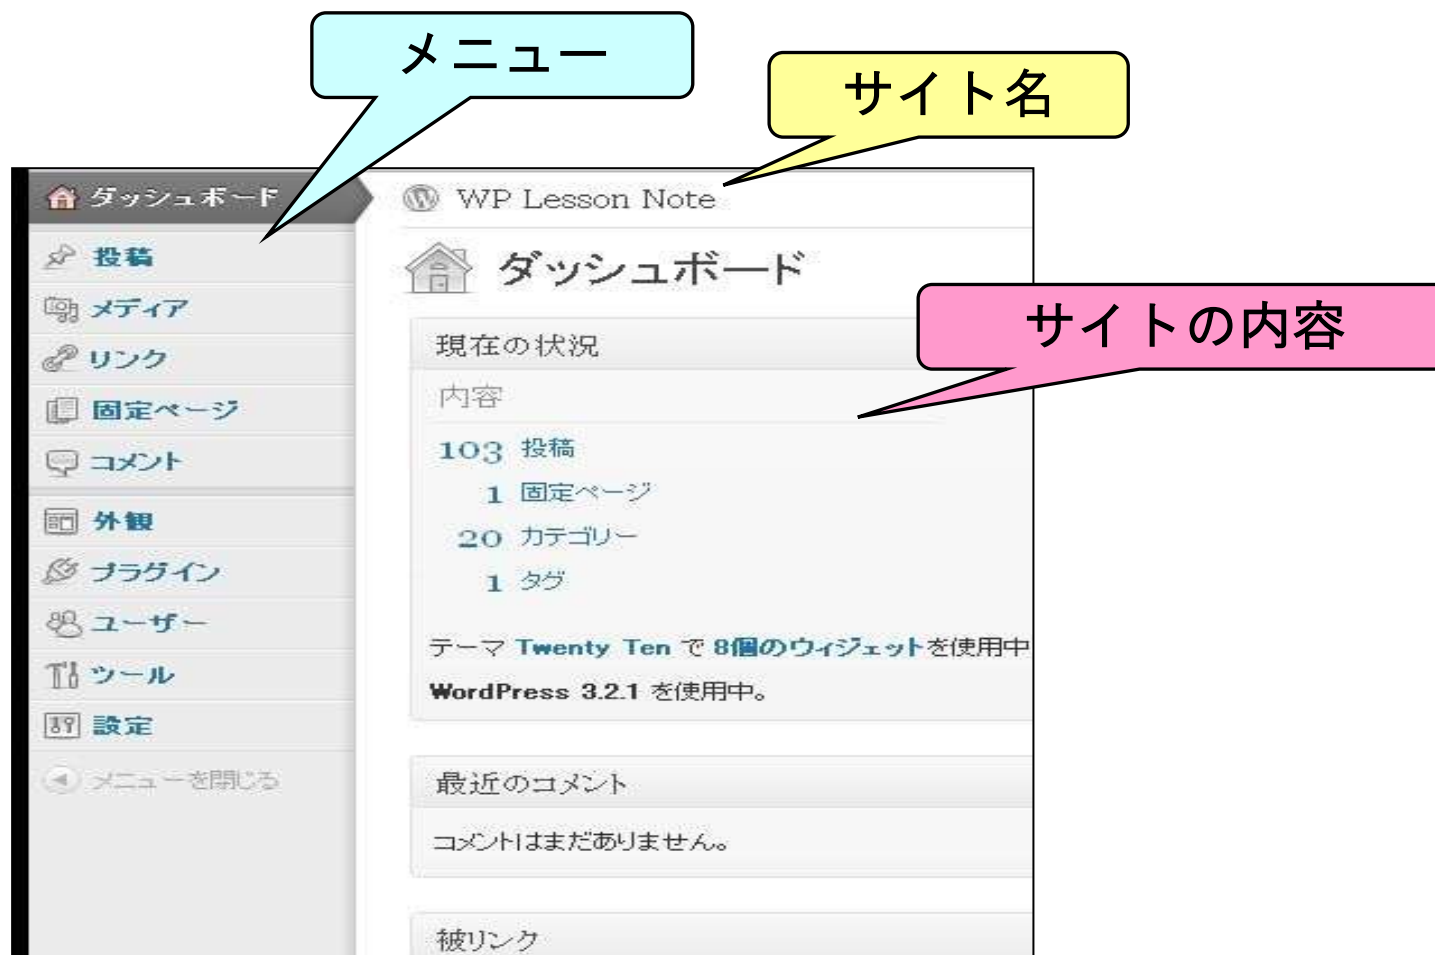 メニュー
サイト名
ダッシュボード
投稿
メディア
リンク
固定ページ
コメント
外観
プラグイン
ユーザー
ツール
設定
メニューを閉じる
WP Lesson Note
ダッシュボード
サイトの内容
現在の状況
内容
103 投稿
1 固定ページ
20 カテゴリー
1 タグ
テーマ Twenty Ten で 8個のウィジェットを使用中
WordPress 3.2.1 を使用中。
最近のコメント
コメントはまだありません。
被リンク